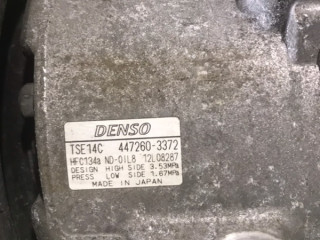 DENSO
TSE14C 447260-3372
HFC134a ND-OIL8 12L08287
DESIGN HIGH SIDE 3.53MPa
PRESS LOW SIDE 1.67MPa
MADE IN JAPAN